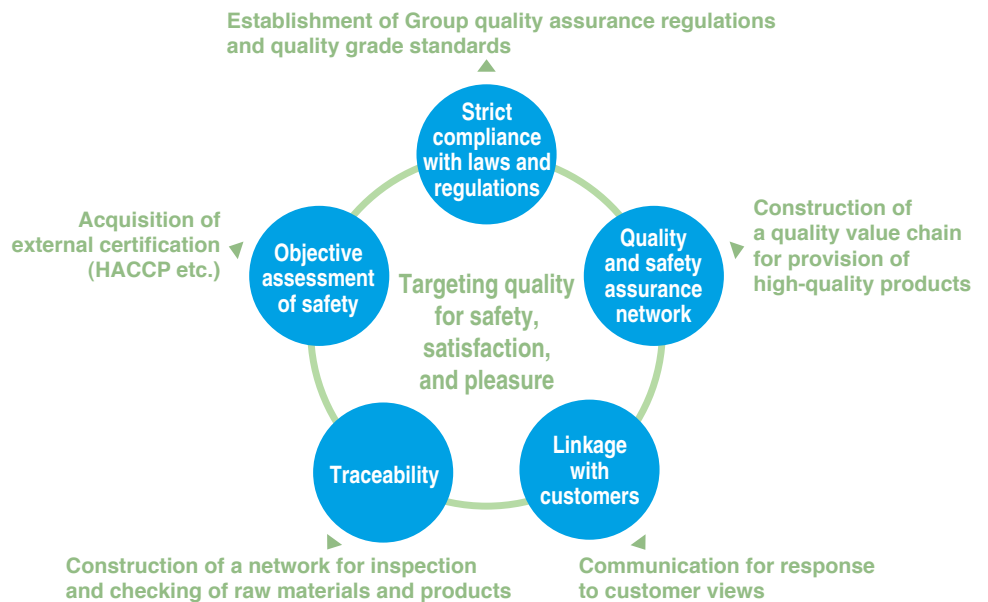 Establishment of Group quality assurance regulations
and quality grade standards
Strict
compliance
with laws and
regulations
Acquisition of
external certification
(HACCP etc.)
Objective
assessment
of safety
Quality
and safety
assurance
network
Construction of
a quality value chain
for provision of
high-quality products
Targeting quality
for safety,
satisfaction,
and pleasure
Traceability
Linkage
with
customers
Construction of a network for inspection
and checking of raw materials and products
Communication for response
to customer views